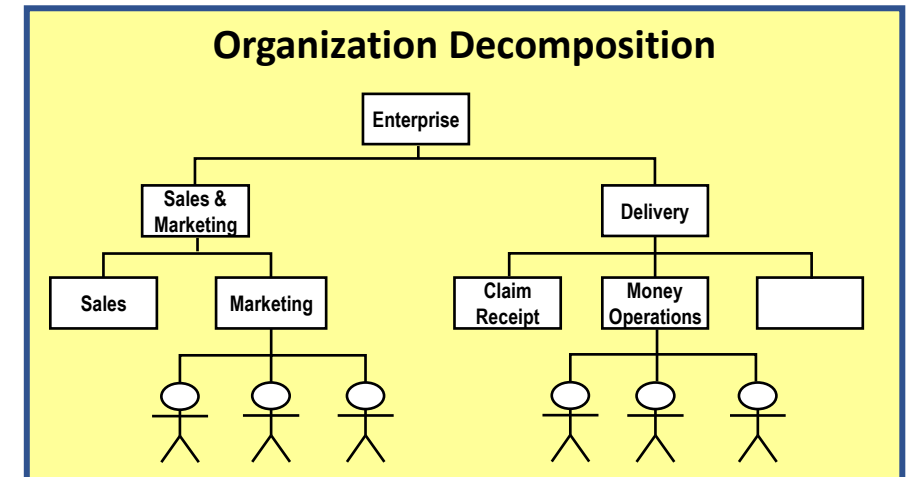 Organization Decomposition
Enterprise
Sales &
Marketing
Delivery
Sales
Marketing
Claim
Receipt
Money
Operations